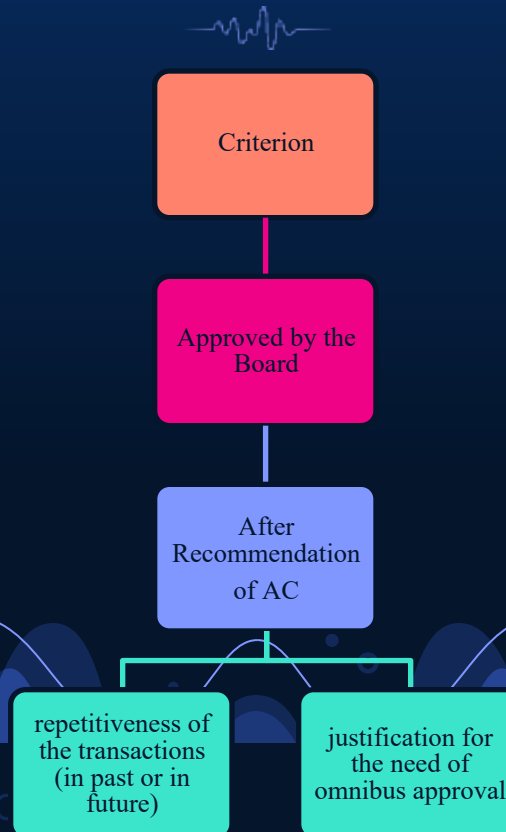 Criterion
Approved by the
Board
After
Recommendation
of AC
repetitiveness of
the transactions
(in past or in
future)
justification for
the need of
omnibus approval